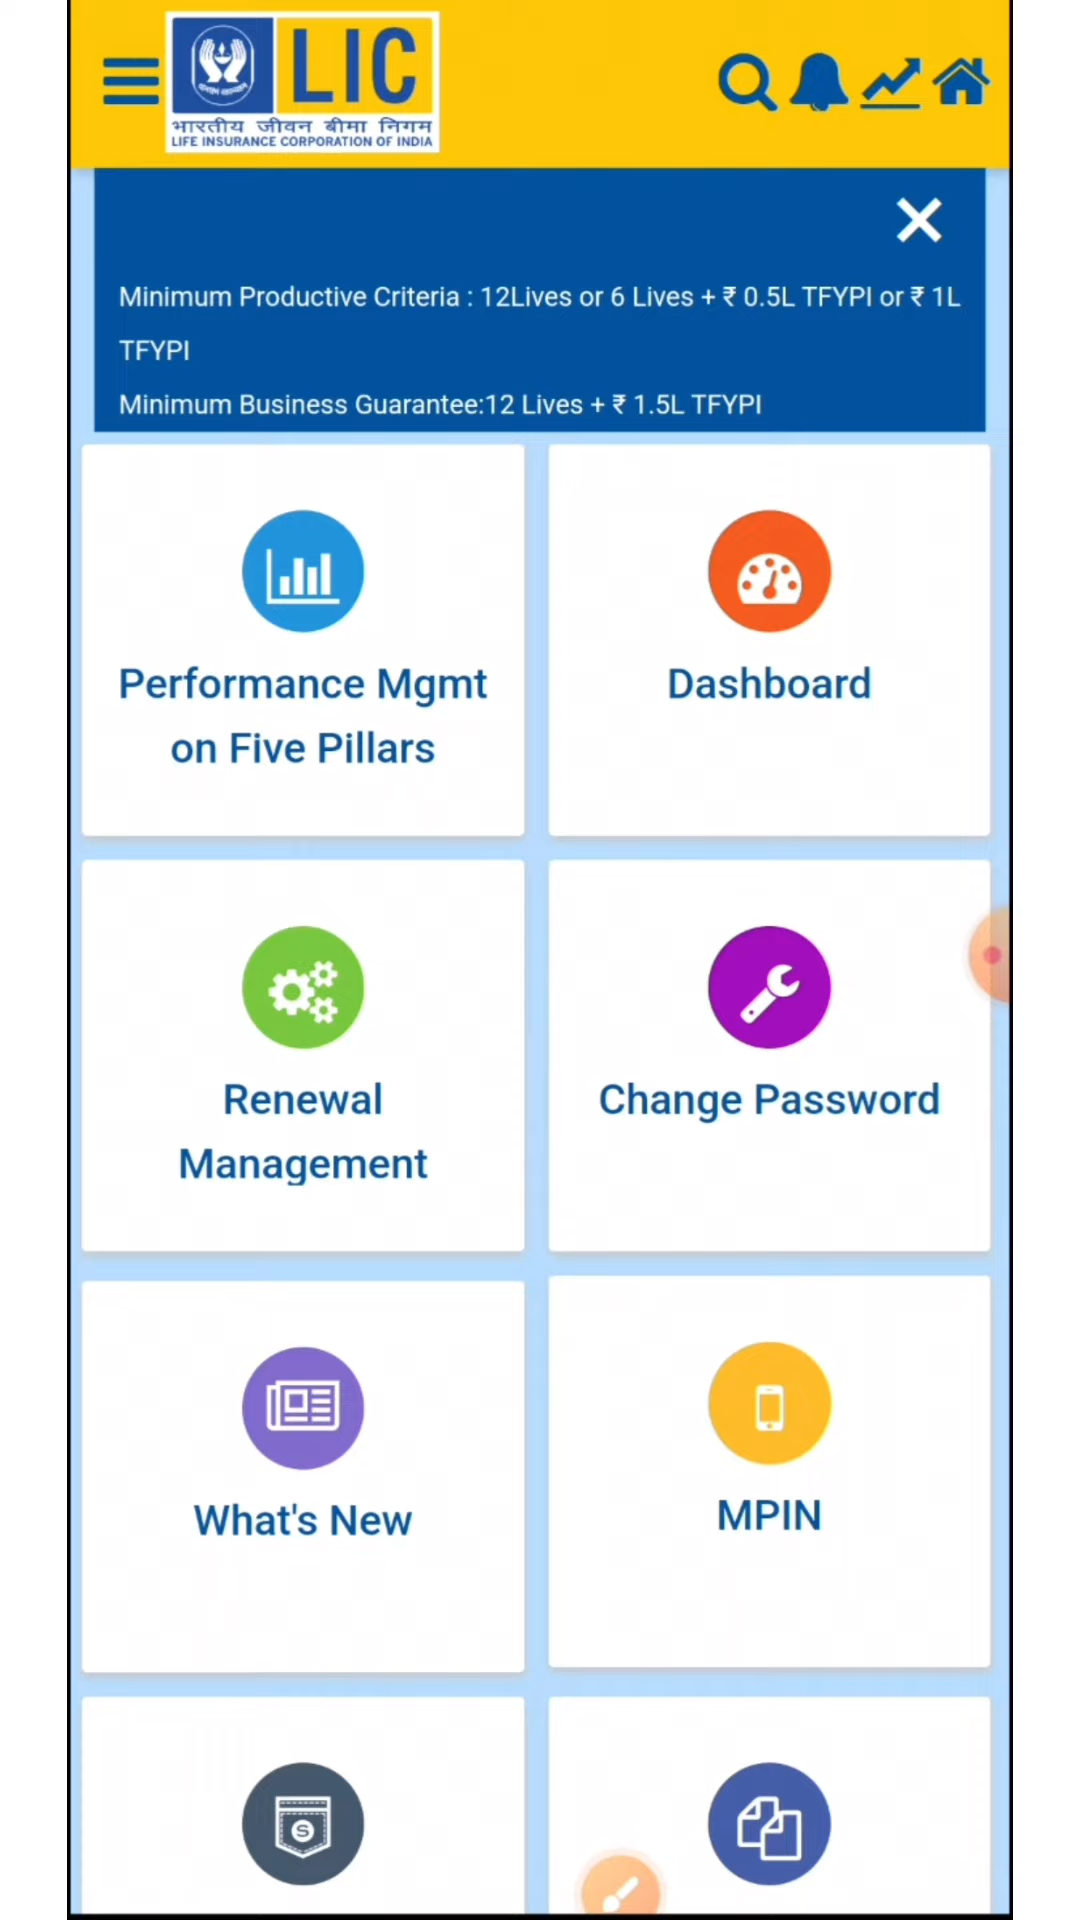 LIC
भारतीय जीवन बीमा निगम
LIFE INSURANCE CORPORATION OF INDIA
Minimum Productive Criteria : 12Lives or 6 Lives + ₹ 0.5L TFYPI or ₹ 1L
TFYPI
Minimum Business Guarantee:12 Lives + ₹ 1.5L TFYPI
Performance Mgmt
on Five Pillars
Dashboard
Renewal
Management
Change Password
What's New
MPIN
S